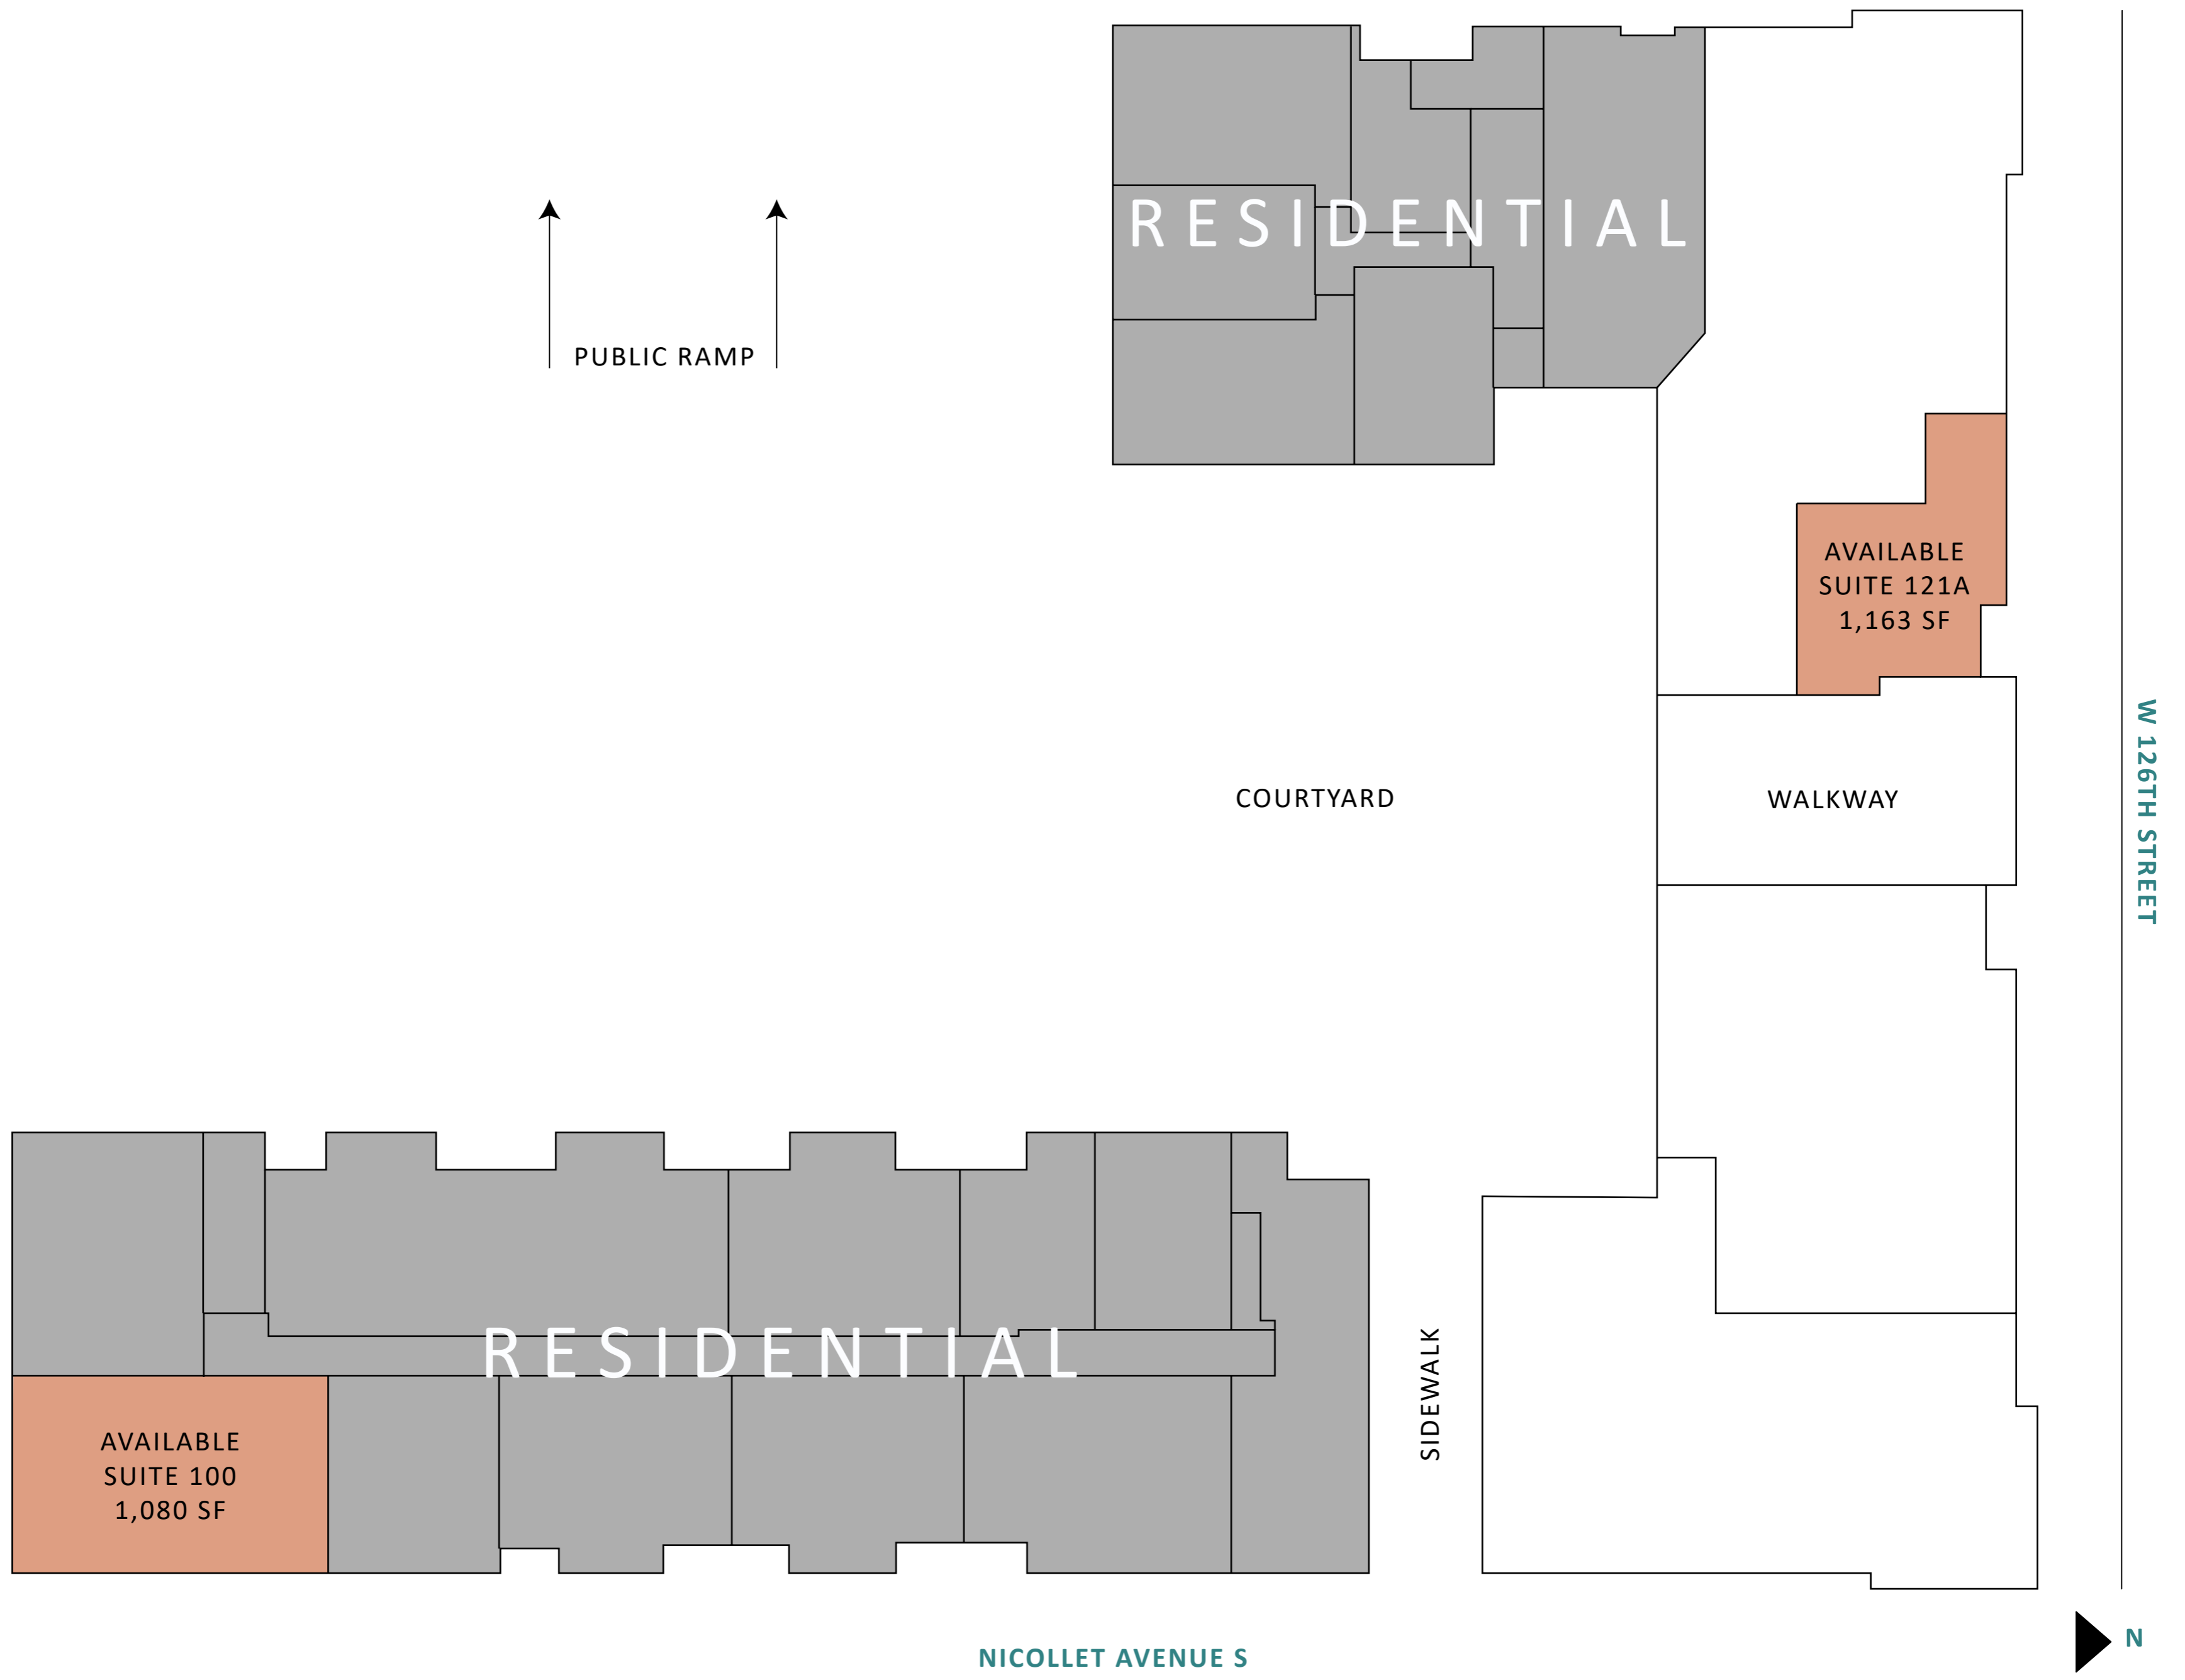 RESIDENTIAL
PUBLIC RAMP
AVAILABLE
SUITE 121A
1,163 SF
W 126TH STREET
COURTYARD
WALKWAY
RESIDENTIAL
SIDEWALK
AVAILABLE
SUITE 100
1,080 SF
NICOLLET AVENUE S
N